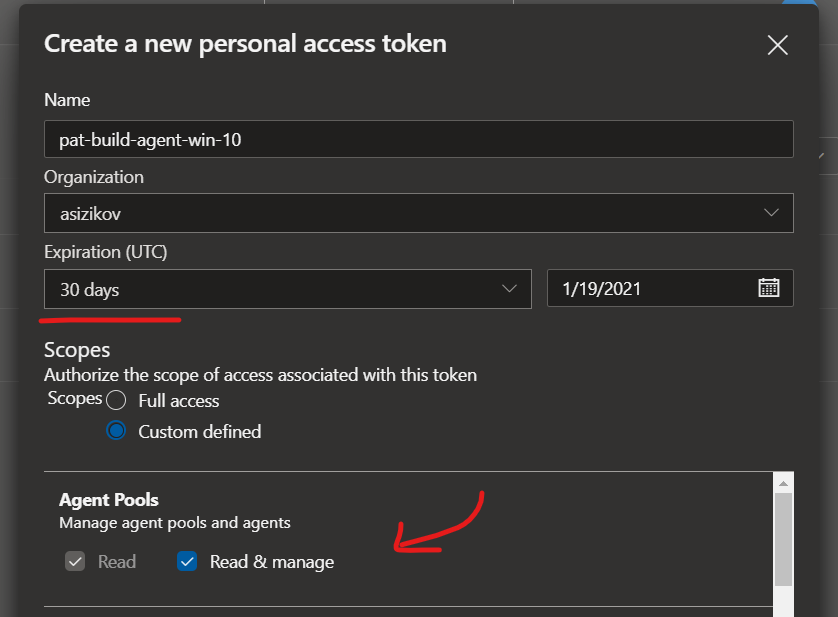 Create a new personal access token
Name
pat-build-agent-win-10
Organization
asizikov
Expiration (UTC)
30 days
1/19/2021
Scopes
Authorize the scope of access associated with this token
Scopes Full access
Custom defined
Agent Pools
Manage agent pools and agents
Read Read & manage